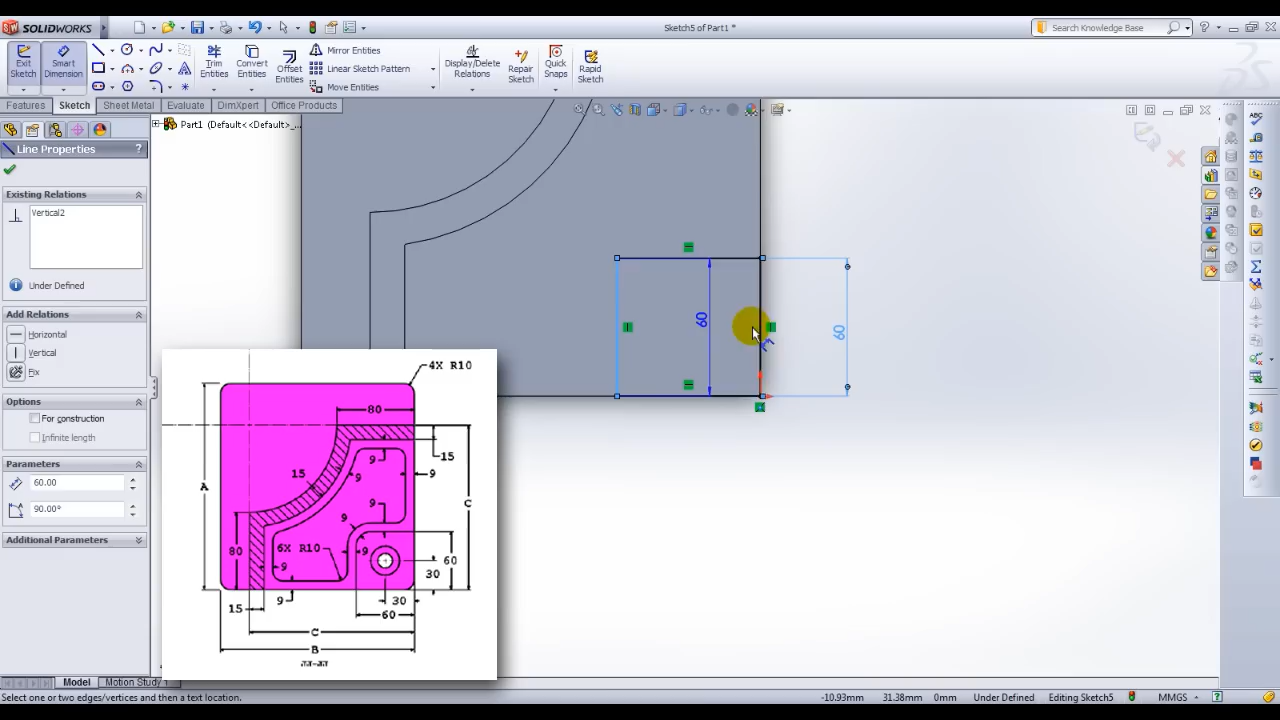 SOLIDWORKS
Sketch5 of Part1 *
Search Knowledge Base
Exit Sketch
Smart Dimension
Trim Entities
Convert Entities
Offset Entities
Mirror Entities
Linear Sketch Pattern
Move Entities
Display/Delete Relations
Repair Sketch
Quick Snaps
Rapid Sketch
Features
Sketch
Sheet Metal
Evaluate
DimXpert
Office Products
Part1 (Default<<Default>_...
Line Properties
?
Existing Relations
Vertical2
Under Defined
Add Relations
Horizontal
Vertical
Fix
Options
For construction
Infinite length
Parameters
60.00
90.00°
Additional Parameters
60
60
4X R10
80
15
15
9
9
9
A
9
C
9
80
6X R10
9
60
9
30
9
30
15
60
C
B
Model
Motion Study 1
Select one or two edges/vertices and then a text location.
-10.93mm
31.38mm
0mm
Under Defined
Editing Sketch5
MMGS